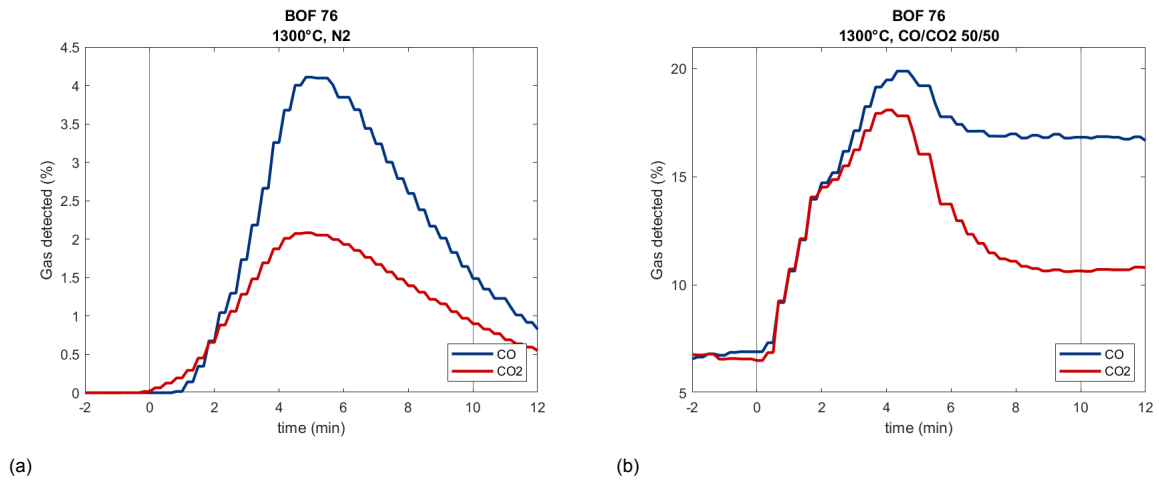 BOF 76
1300°C, N2
4.5
4
3.5
3
2.5
2
1.5
1
0.5
0
Gas detected (%)
-2
0
2
4
6
8
10
12
time (min)
CO
CO2
(a)
BOF 76
1300°C, CO/CO2 50/50
20
15
10
5
Gas detected (%)
-2
0
2
4
6
8
10
12
time (min)
CO
CO2
(b)